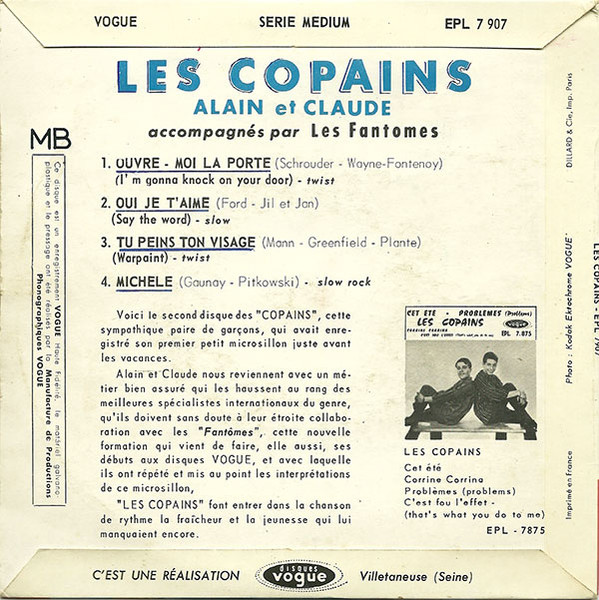 VOGUE SERIE MEDIUM EPL 7 907
LES COPAINS
ALAIN et CLAUDE
accompagnés par Les Fantomes
MB
1. OUVRE - MOI LA PORTE (Schrouder - Wayne-Fontenoy)
(I'm gonna knock on your door) - twist
2. OUI JE T'AIME (Ford - Jil et Jan)
(Say the word) - slow
3. TU PEINS TON VISAGE (Mann - Greenfield - Plante)
(Warpaint) - twist
4. MICHELE (Gaunay - Pitkowski) - slow rock
Voici le second disque des "COPAINS", cette
sympathique paire de garçons, qui avait enre-
gistré son premier petit microsillon juste avant
les vacances.
Alain et Claude nous reviennent avec un mé-
tier bien assuré qui les haussent au rang des
meilleures spécialistes internationaux du genre,
qu'ils doivent sans doute à leur étroite collabo-
ration avec les "Fantômes", cette nouvelle
formation qui vient de faire, elle aussi, ses
débuts aux disques VOGUE, et avec laquelle
ils ont répété et mis au point les interprétations
de ce microsillon,
"LES COPAINS" font entrer dans la chanson
de rythme la fraîcheur et la jeunesse qui lui
manquaient encore.
Ce disque est un enregistrement VOGUE Haute Fidélité, le matériel galvano-
plastique et le pressage ont été réalisés par la Manufacture de Productions
Phonographiques VOGUE
CET ÉTÉ - PROBLÈMES (Problems)
LES COPAINS
vogue
EPL 7.875
CORRINE CORRINA
LES COPAINS
Cet été
Corrine Corrina
Problèmes (problems)
C'est fou l'effet -
(that's what you do to me)
EPL - 7875
DILLARD & Cie, Imp. Paris
Photo : Kodak Ektachrome VOGUE
Imprimé en France
LES COPAINS - EPL 7907
C'EST UNE RÉALISATION disques vogue Villetaneuse (Seine)